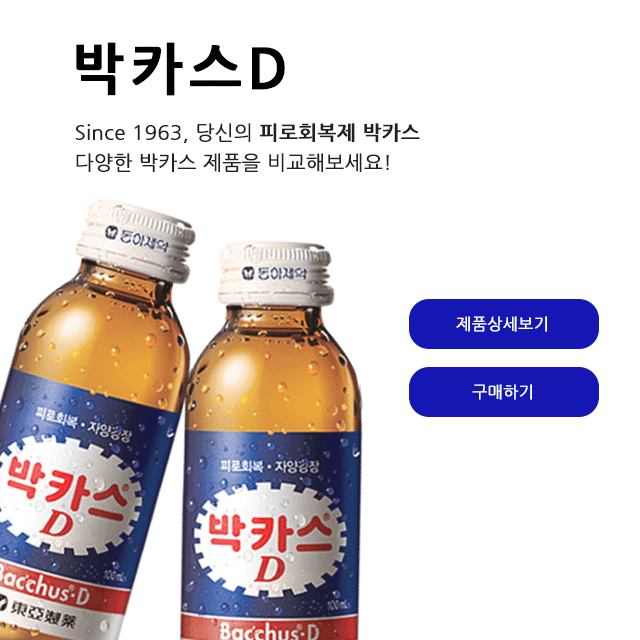 박카스D
Since 1963, 당신의 피로회복제 박카스
다양한 박카스 제품을 비교해보세요!
동아제약
동아제약
제품상세보기
구매하기
피로회복・자양강장
박카스
D
100mL
Bacchus®-D
東亞製藥
피로회복・자양강장
박카스
D
100mL
Bacchus®-D